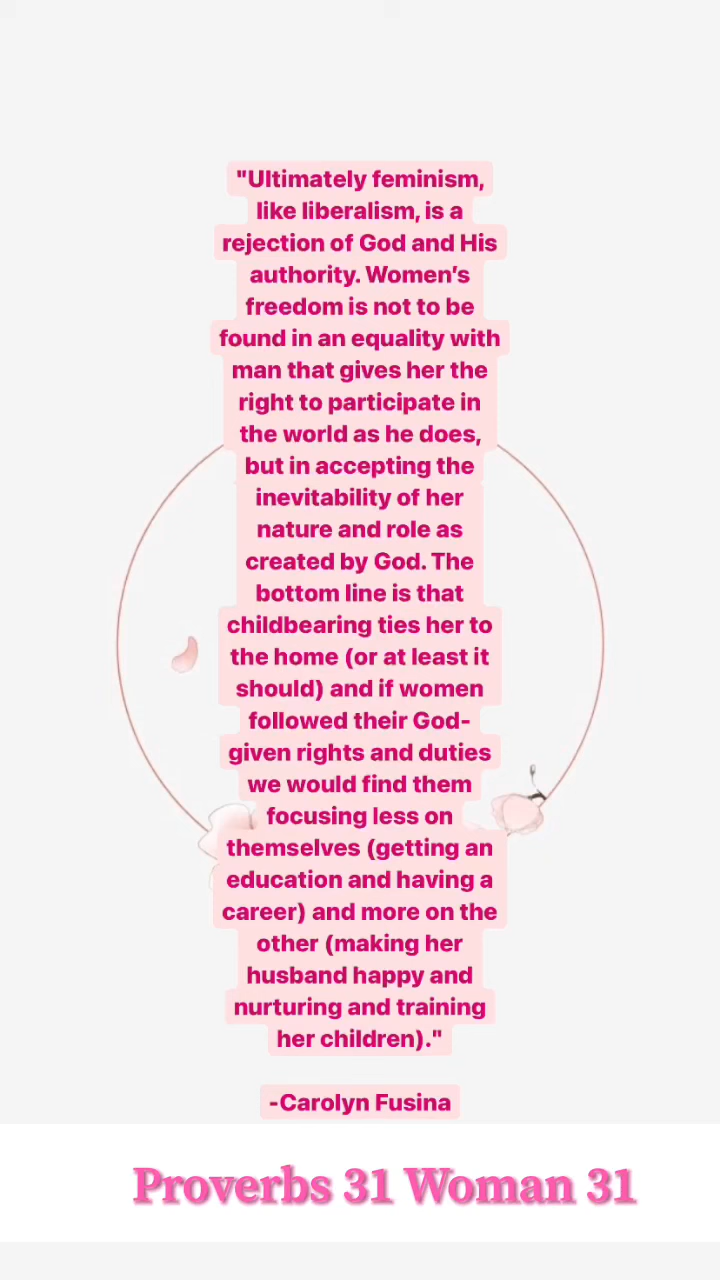 "Ultimately feminism,
like liberalism, is a
rejection of God and His
authority. Women's
freedom is not to be
found in an equality with
man that gives her the
right to participate in
the world as he does,
but in accepting the
inevitability of her
nature and role as
created by God. The
bottom line is that
childbearing ties her to
the home (or at least it
should) and if women
followed their God-
given rights and duties
we would find them
focusing less on
themselves (getting an
education and having a
career) and more on the
other (making her
husband happy and
nurturing and training
her children)."
-Carolyn Fusina
Proverbs 31 Woman 31